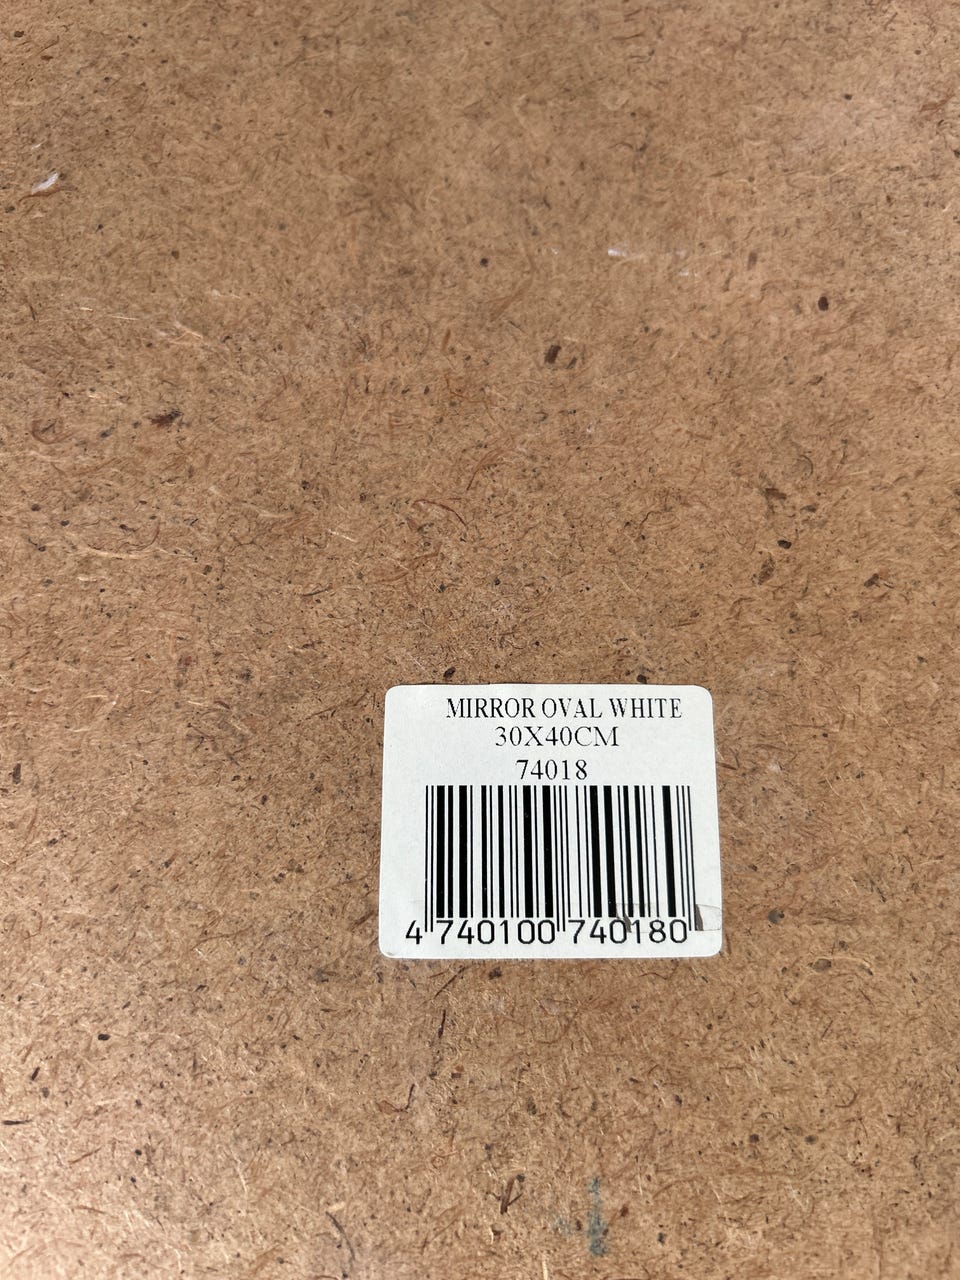 MIRROR OVAL WHITE
30X40CM
74018
4 740100 740180